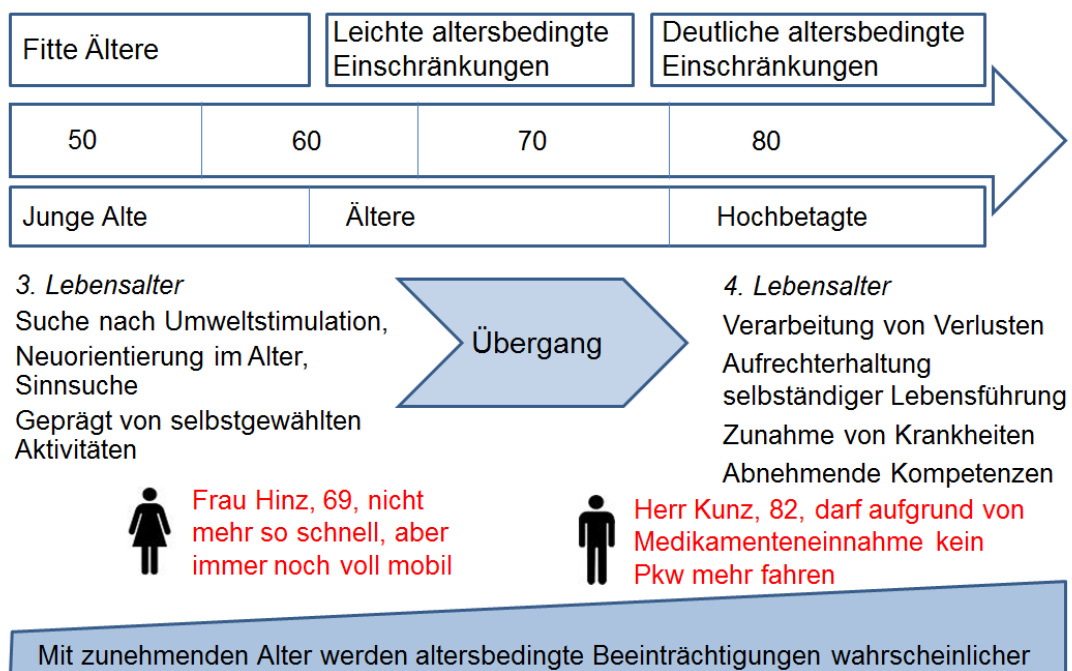 Fitte Ältere
Leichte altersbedingte
Einschränkungen
Deutliche altersbedingte
Einschränkungen
50
60
70
80
Junge Alte
Ältere
Hochbetagte
3. Lebensalter
Suche nach Umweltstimulation,
Neuorientierung im Alter,
Sinnsuche
Geprägt von selbstgewählten
Aktivitäten
Übergang
4. Lebensalter
Verarbeitung von Verlusten
Aufrechterhaltung
selbständiger Lebensführung
Zunahme von Krankheiten
Abnehmende Kompetenzen
Frau Hinz, 69, nicht
mehr so schnell, aber
immer noch voll mobil
Herr Kunz, 82, darf aufgrund von
Medikamenteneinnahme kein
Pkw mehr fahren
Mit zunehmenden Alter werden altersbedingte Beeinträchtigungen wahrscheinlicher